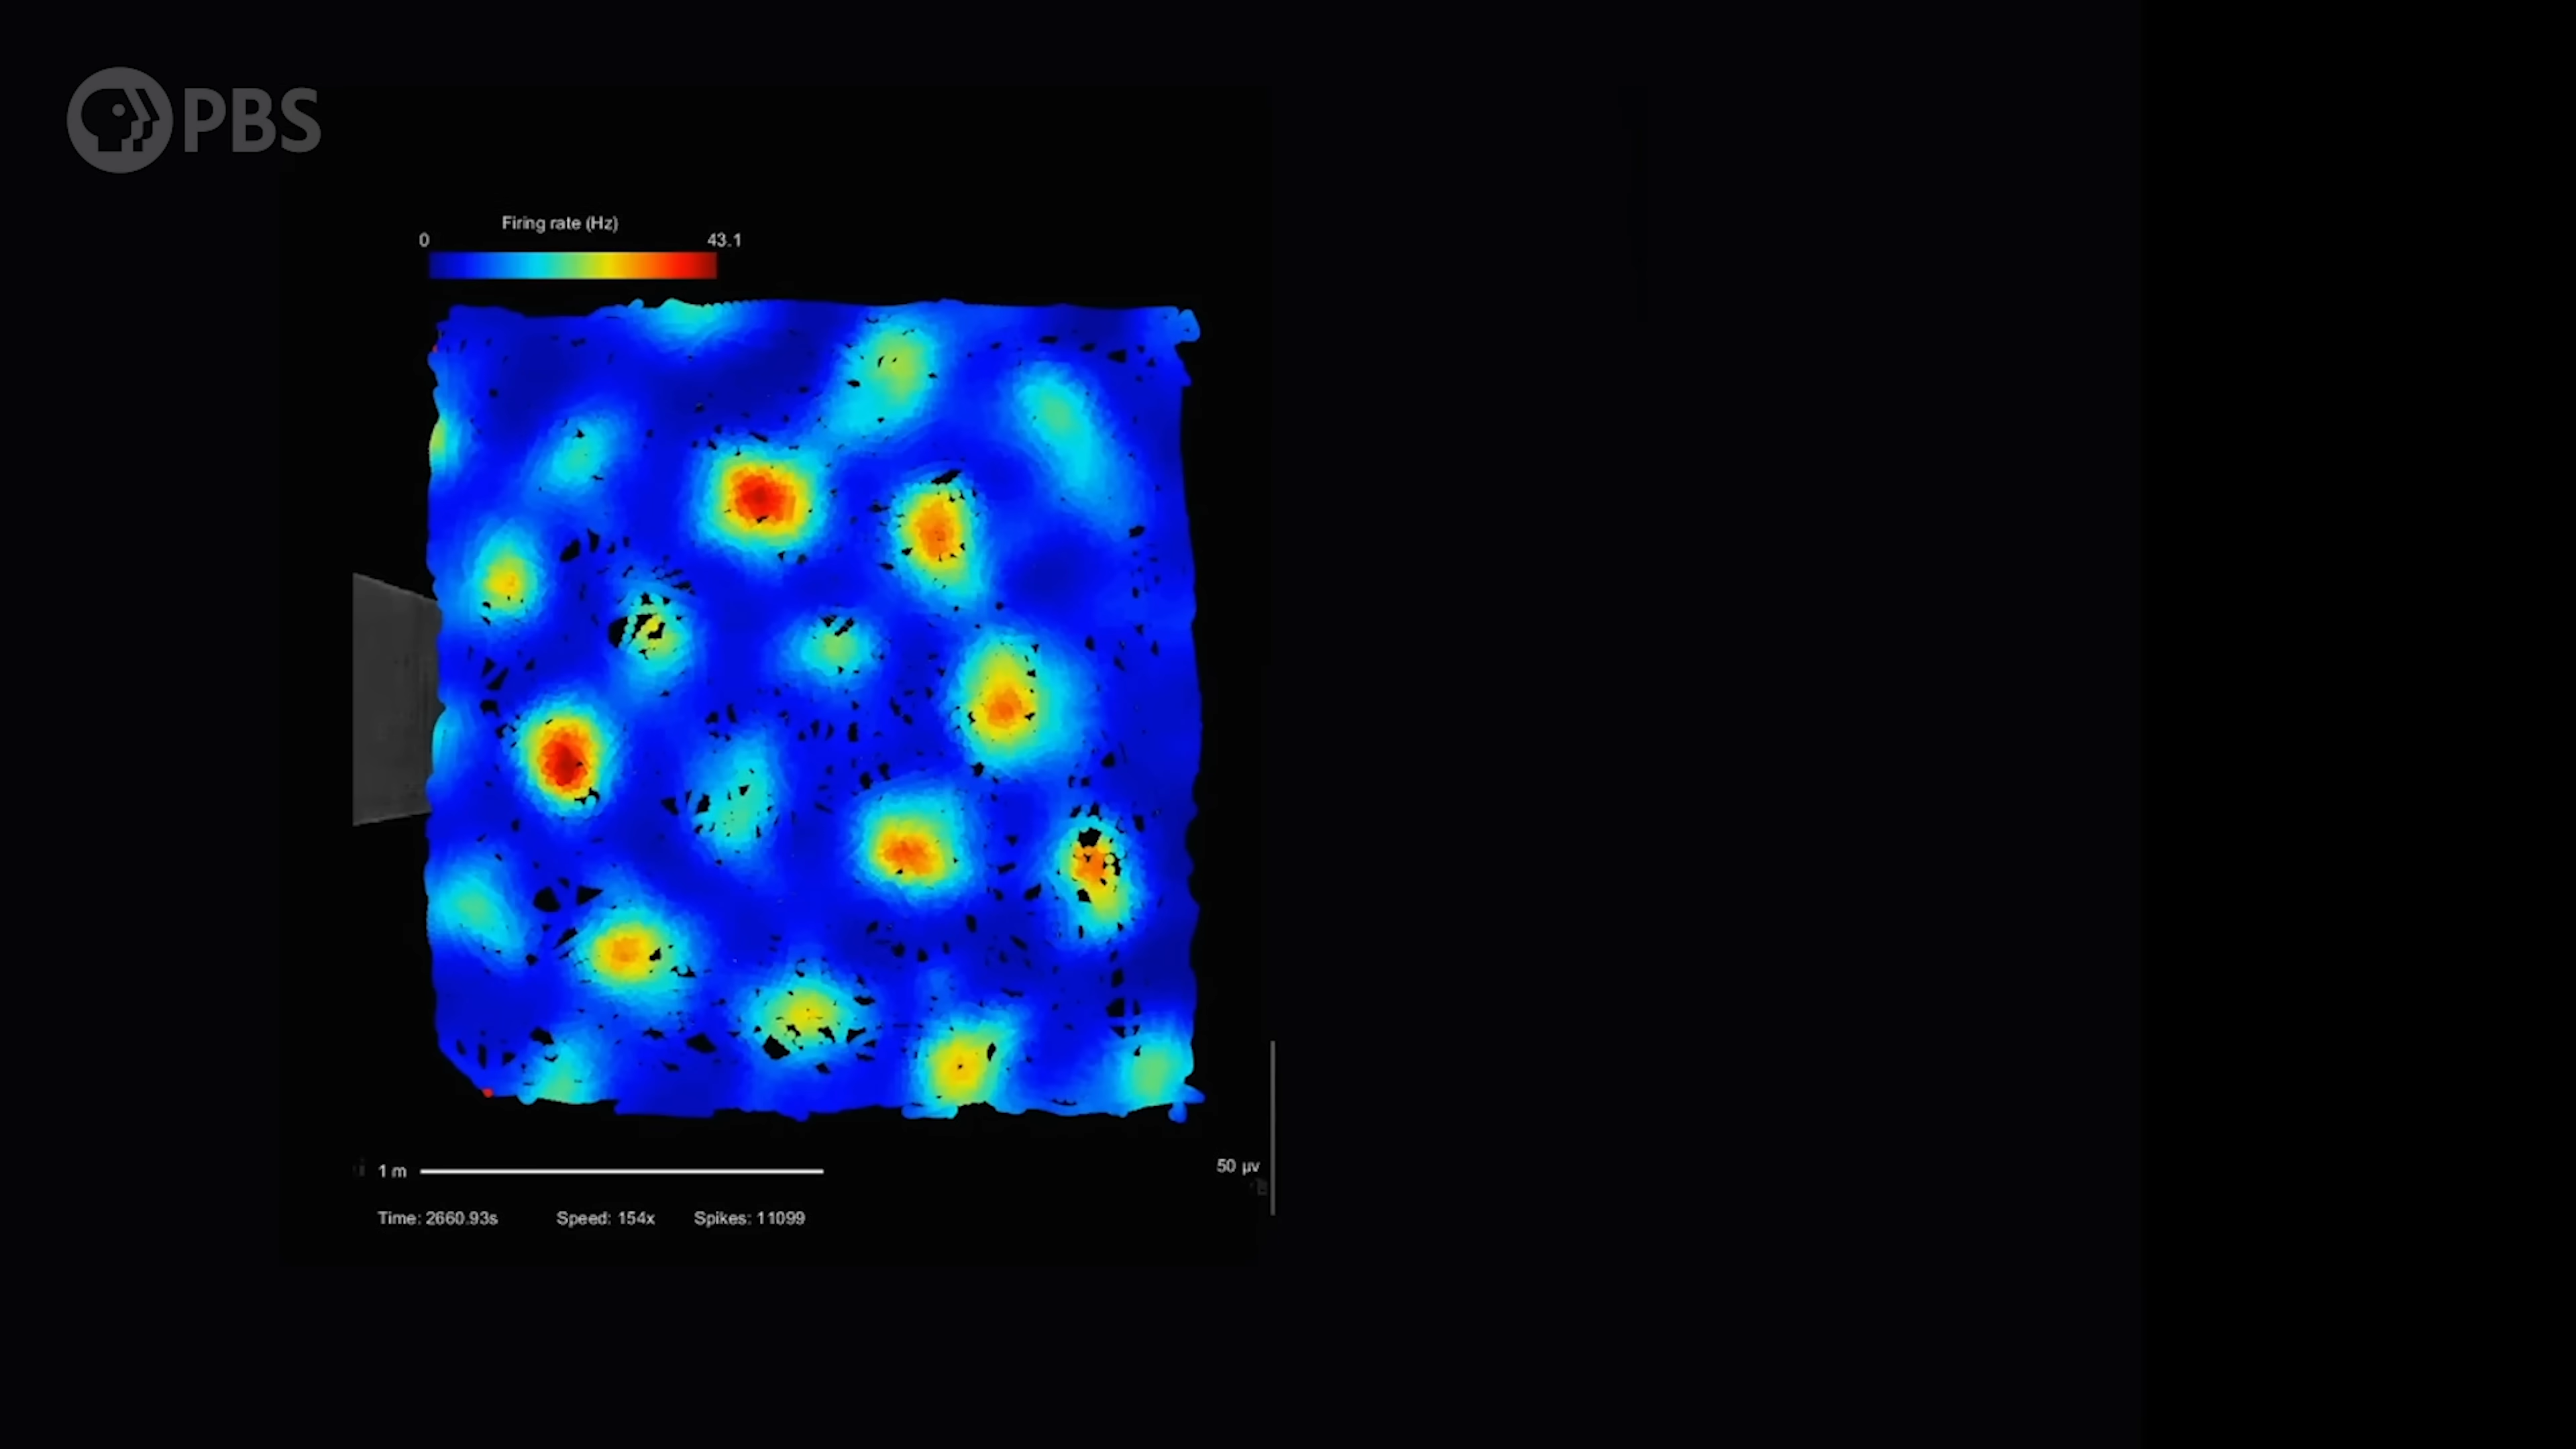 PBS
Firing rate (Hz)
0 43.1
1 m
50 µv
Time: 2660.93s Speed: 154x Spikes: 11099